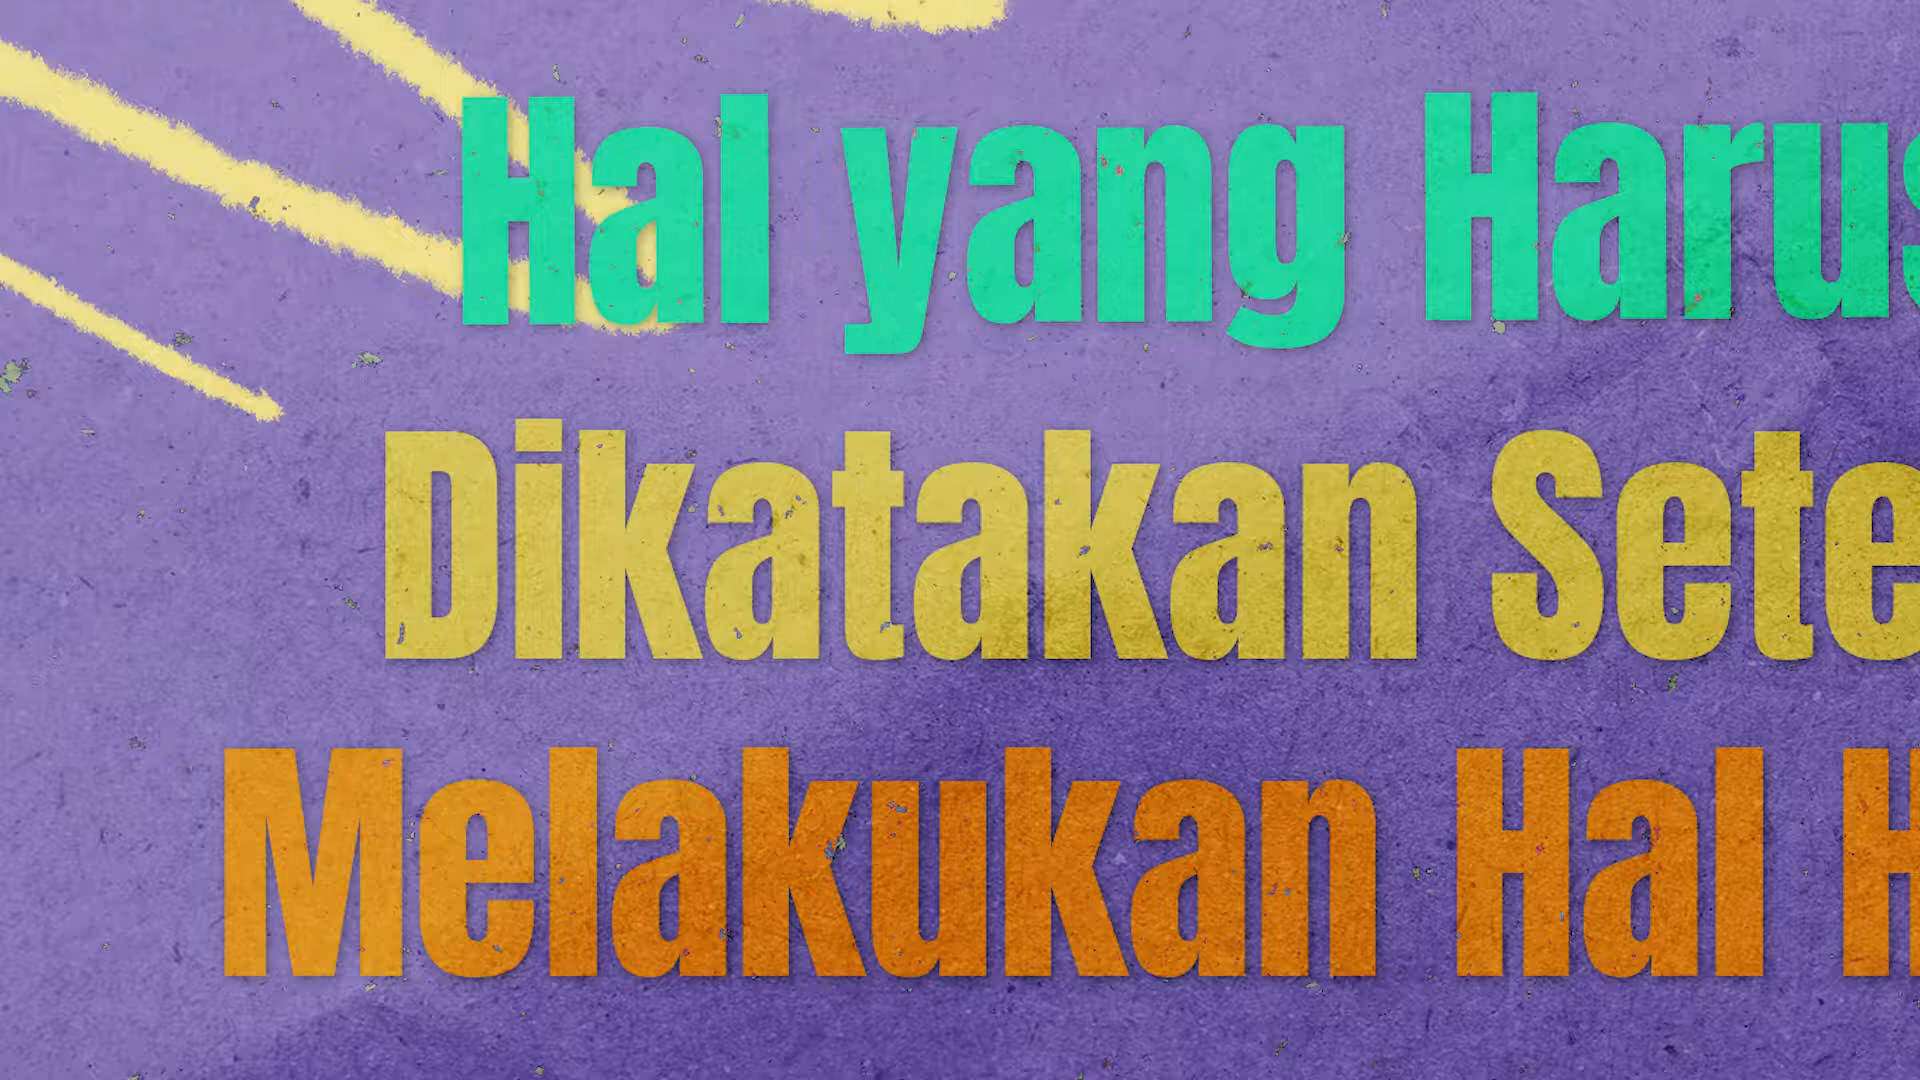 Hal yang Harus
Dikatakan Sete
Melakukan Hal H